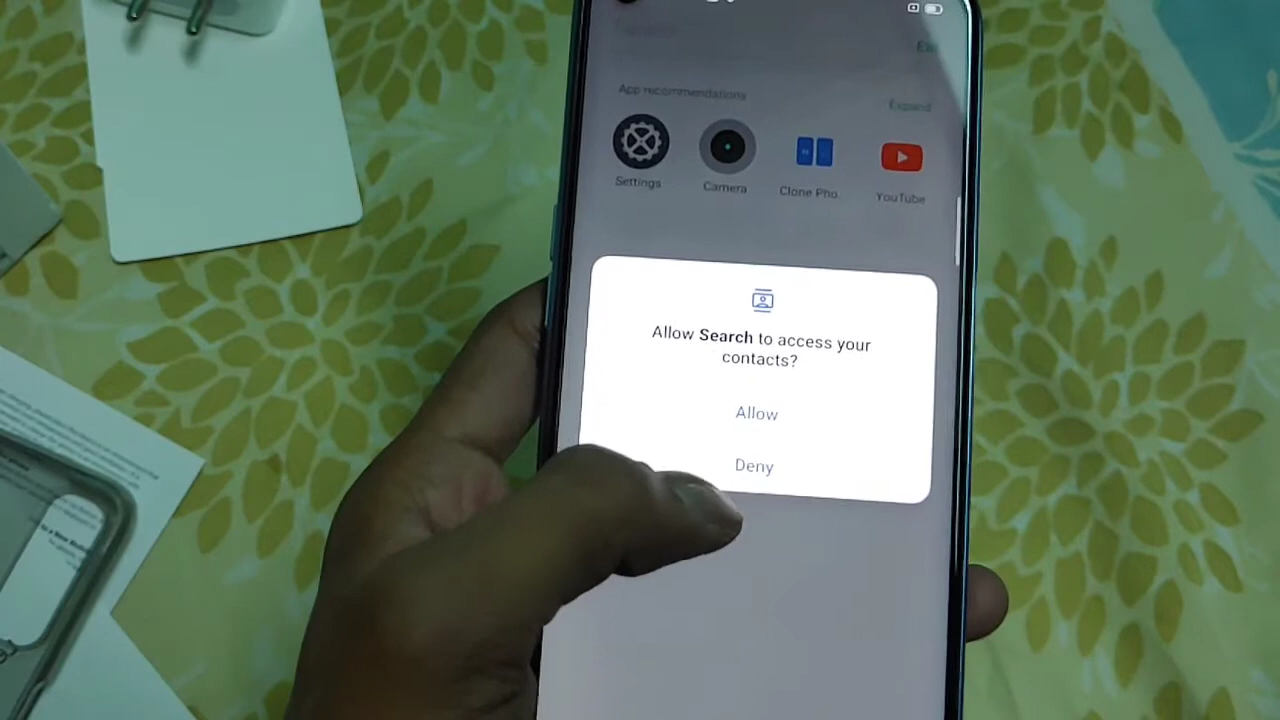 App recommendations
Expand
Settings
Camera
Clone Pho
YouTube
Allow Search to access your
contacts?
Allow
Deny